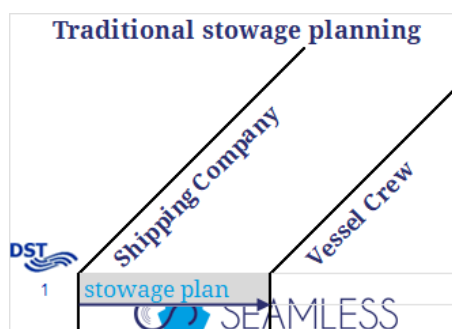 Traditional stowage planning
Shipping Company
Vessel Crew
DST
1 stowage plan
SEAMLESS